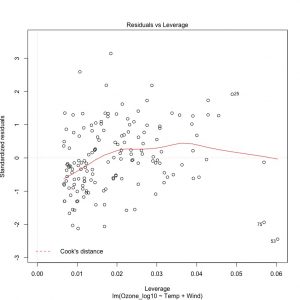 Residuals vs Leverage
Standardized residuals
3
2
1
0
-1
-2
-3
Cook's distance
0.00
0.01
0.02
0.03
0.04
0.05
0.06
Leverage
lm(Ozone_log10 ~ Temp + Wind)